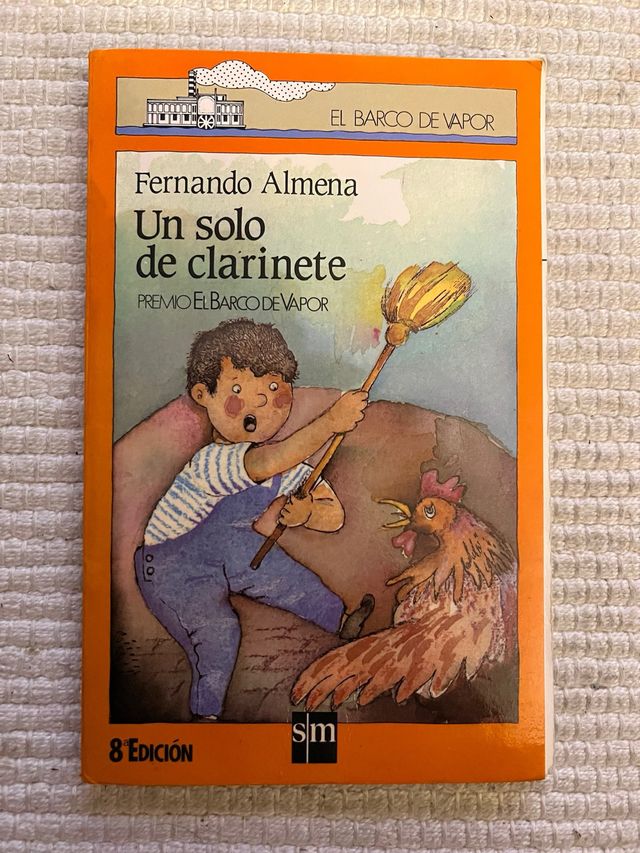 EL BARCO DE VAPOR
Fernando Almena
Un solo
de clarinete
PREMIO EL BARCO DE VAPOR
8ª EDICIÓN
sm